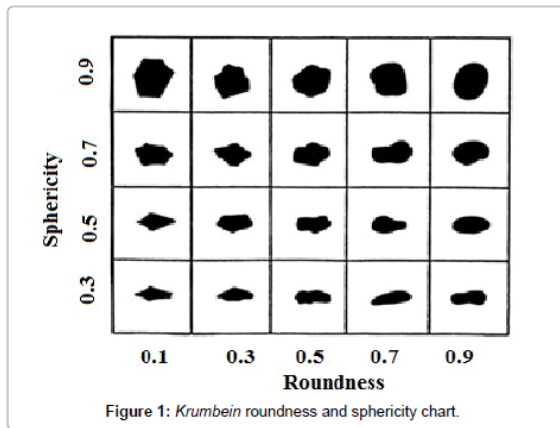 0.9
0.7
0.5
0.3
Sphericity
0.1 0.3 0.5 0.7 0.9
Roundness
Figure 1: Krumbein roundness and sphericity chart.